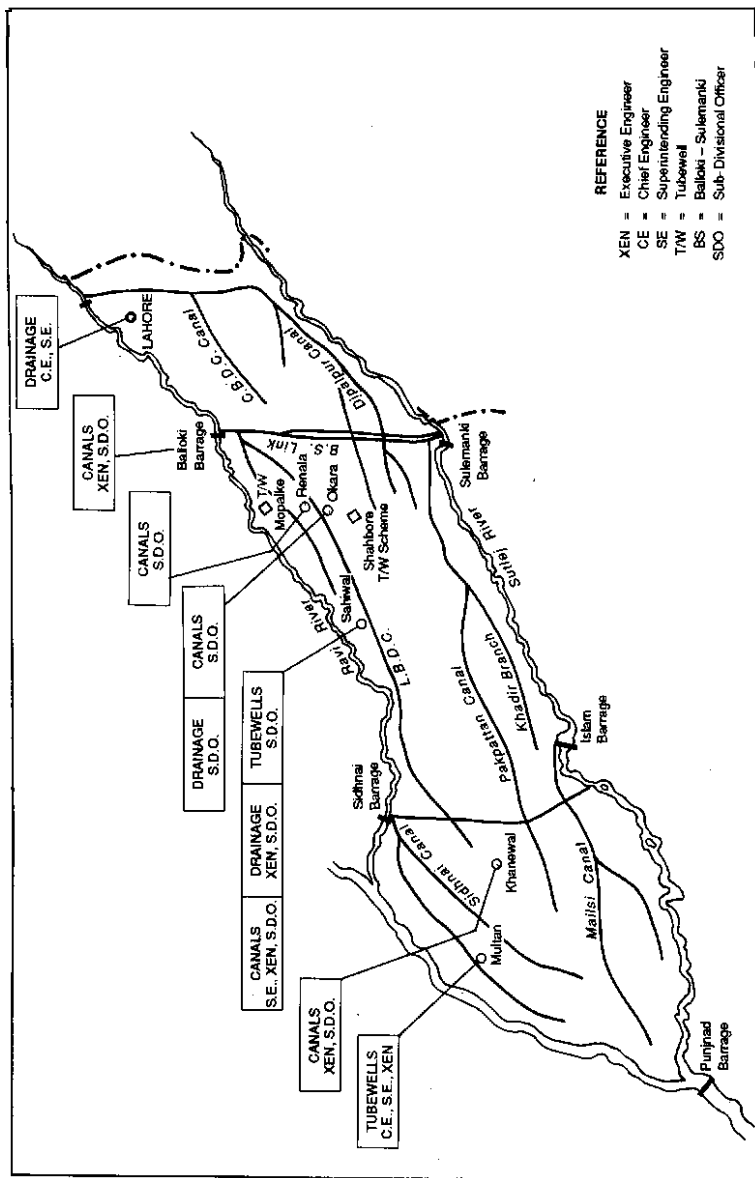 DRAINAGE
C.E., S.E.
CANALS
XEN, S.D.O.
CANALS
S.D.O.
DRAINAGE
S.D.O.
CANALS
S.D.O.
CANALS
S.E., XEN, S.D.O.
DRAINAGE
XEN, S.D.O.
TUBEWELLS
S.D.O.
CANALS
XEN, S.D.O.
TUBEWELLS
C.E., S.E., XEN
LAHORE
C.B.D.C. Canal
Dipalpur Canal
Balloki
Barrage
B.S. Link
T/W
Mopalke
Renala
Okara
Shahbore
T/W Scheme
Sulemanki
Barrage
Ravi River
Sahiwal
L.B.D.C.
Sutlej River
Pakpattan Canal
Khadir Branch
Sidhnai
Barrage
Islam
Barrage
Sidhnai Canal
Khanewal
Multan
Mailsi Canal
Punjnad
Barrage
REFERENCE
XEN = Executive Engineer
CE = Chief Engineer
SE = Superintending Engineer
T/W = Tubewell
BS = Balloki – Sulemanki
SDO = Sub-Divisional Officer